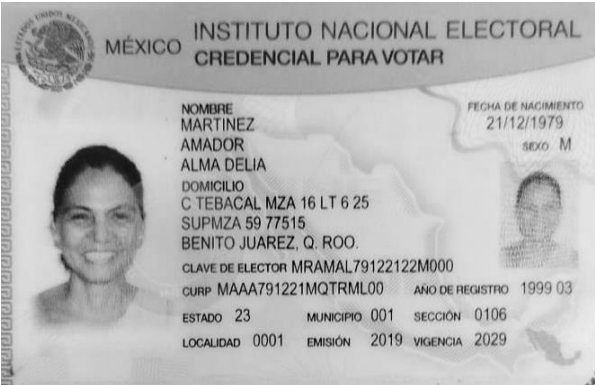 MÉXICO
INSTITUTO NACIONAL ELECTORAL
CREDENCIAL PARA VOTAR
NOMBRE
MARTINEZ
AMADOR
ALMA DELIA
FECHA DE NACIMIENTO
21/12/1979
SEXO M
DOMICILIO
C TEBACAL MZA 16 LT 6 25
SUPMZA 59 77515
BENITO JUAREZ, Q. ROO.
CLAVE DE ELECTOR MRAMAL79122122M000
CURP MAAA791221MQTRML00 AÑO DE REGISTRO 1999 03
ESTADO 23 MUNICIPIO 001 SECCIÓN 0106
LOCALIDAD 0001 EMISIÓN 2019 VIGENCIA 2029